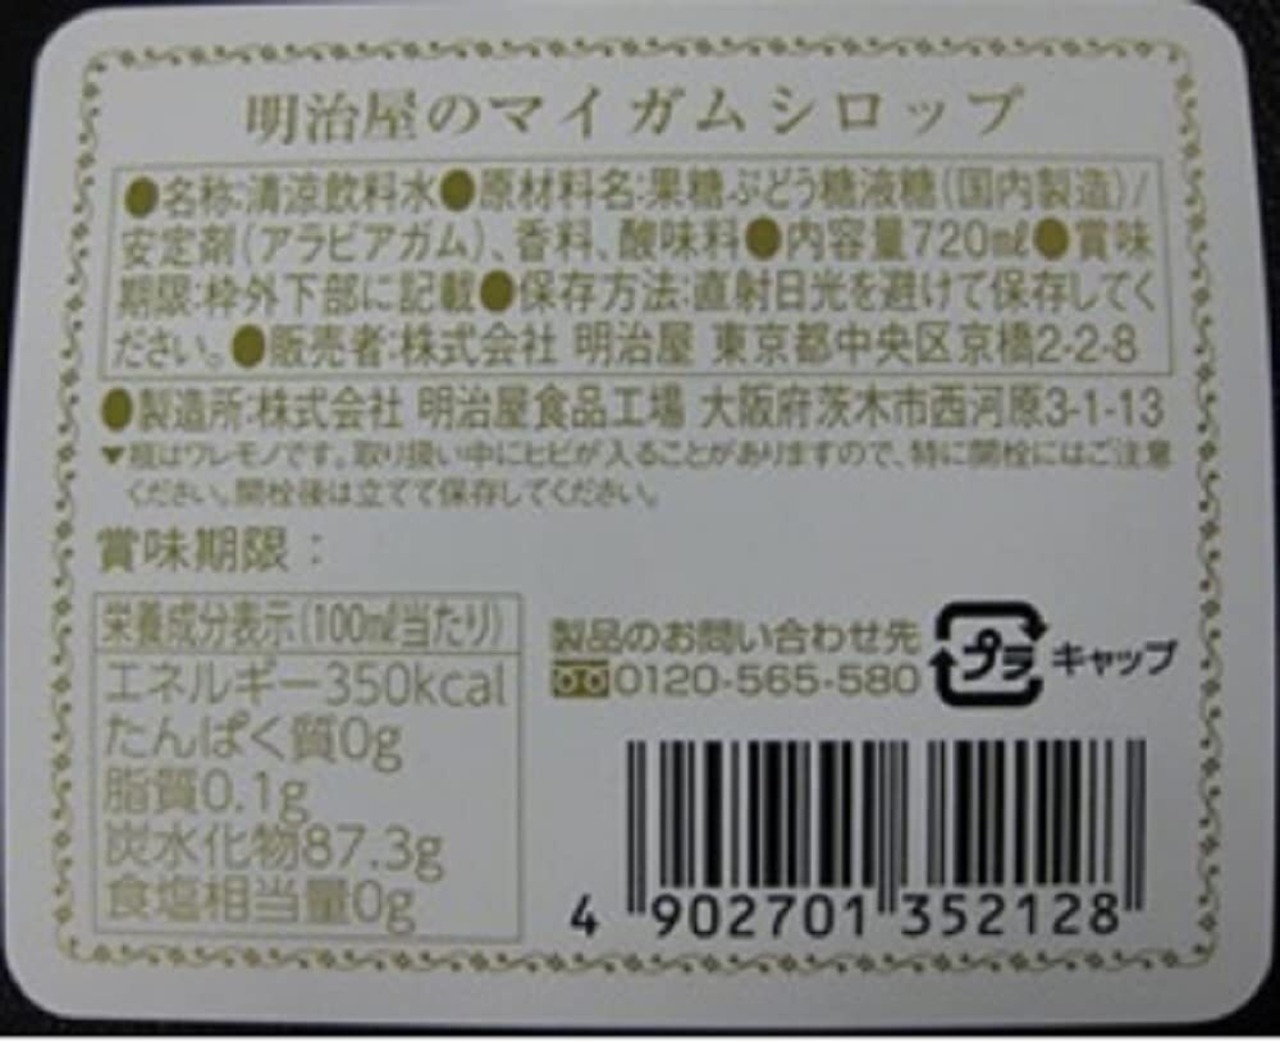 明治屋のマイガムシロップ
●名称:清涼飲料水●原材料名:果糖ぶどう糖液糖(国内製造)/
安定剤(アラビアガム)、香料、酸味料●内容量720㎖●賞味
期限:枠外下部に記載●保存方法:直射日光を避けて保存してく
ださい。●販売者:株式会社 明治屋 東京都中央区京橋2-2-8
●製造所:株式会社 明治屋食品工場 大阪府茨木市西河原3-1-13
▼瓶はワレモノです。取り扱い中にヒビが入ることがありますので、特に開栓にはご注意
ください。開栓後は立てて保存してください。
賞味期限:
栄養成分表示(100㎖当たり)
エネルギー350kcal
たんぱく質0g
脂質0.1g
炭水化物87.3g
食塩相当量0g
製品のお問い合わせ先
0120-565-580
プラ キャップ
4 902701 352128